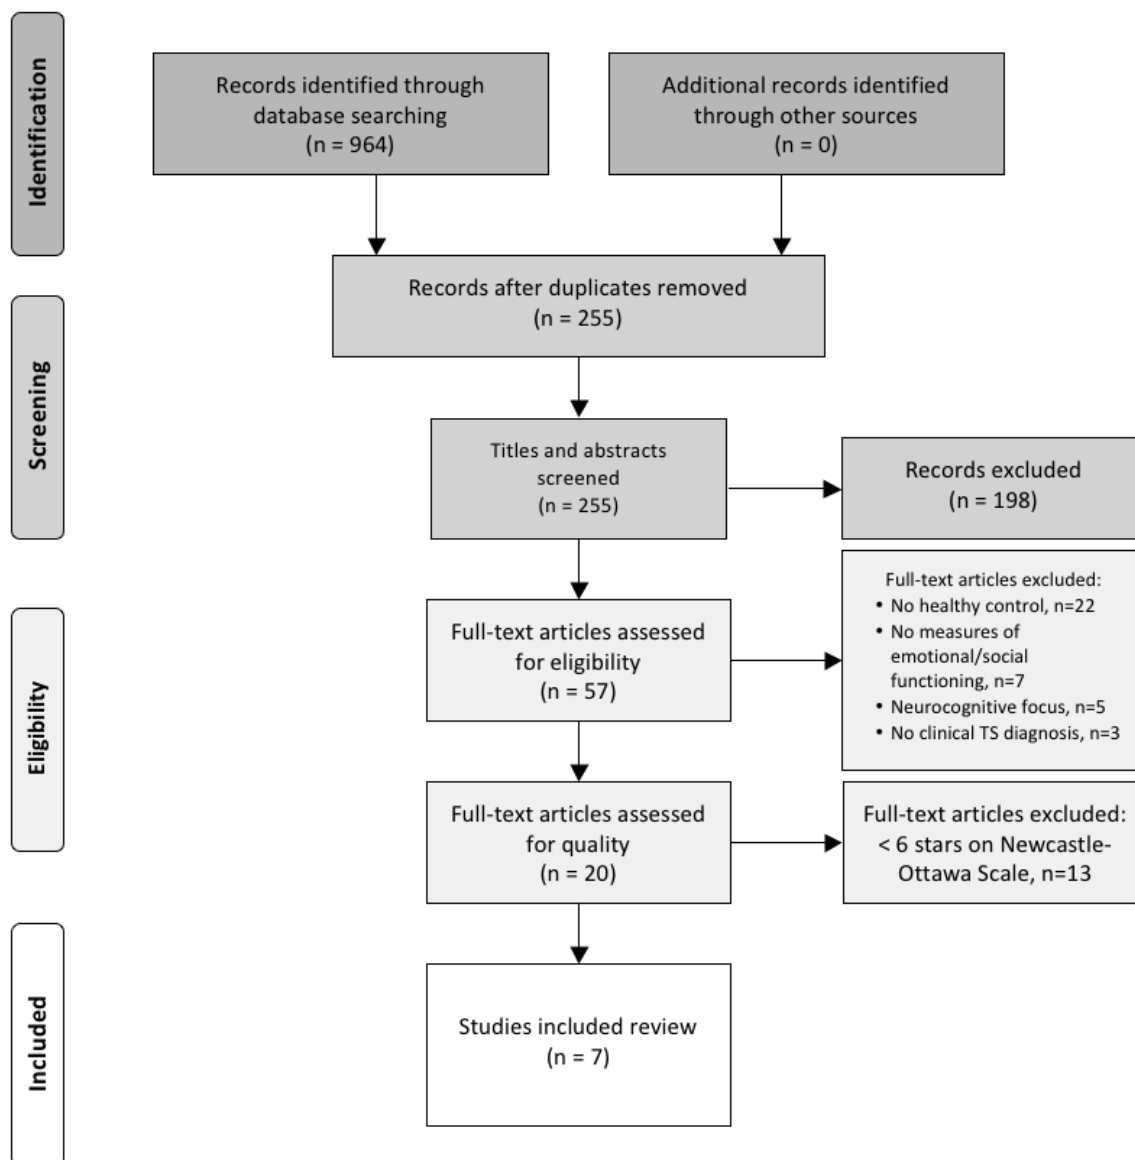 Identification
Records identified through
database searching
(n = 964)
Additional records identified
through other sources
(n = 0)
Records after duplicates removed
(n = 255)
Screening
Titles and abstracts
screened
(n = 255)
Records excluded
(n = 198)
Eligibility
Full-text articles assessed
for eligibility
(n = 57)
Full-text articles excluded:
• No healthy control, n=22
• No measures of
emotional/social
functioning, n=7
• Neurocognitive focus, n=5
• No clinical TS diagnosis, n=3
Full-text articles assessed
for quality
(n = 20)
Full-text articles excluded:
< 6 stars on Newcastle-
Ottawa Scale, n=13
Included
Studies included review
(n = 7)